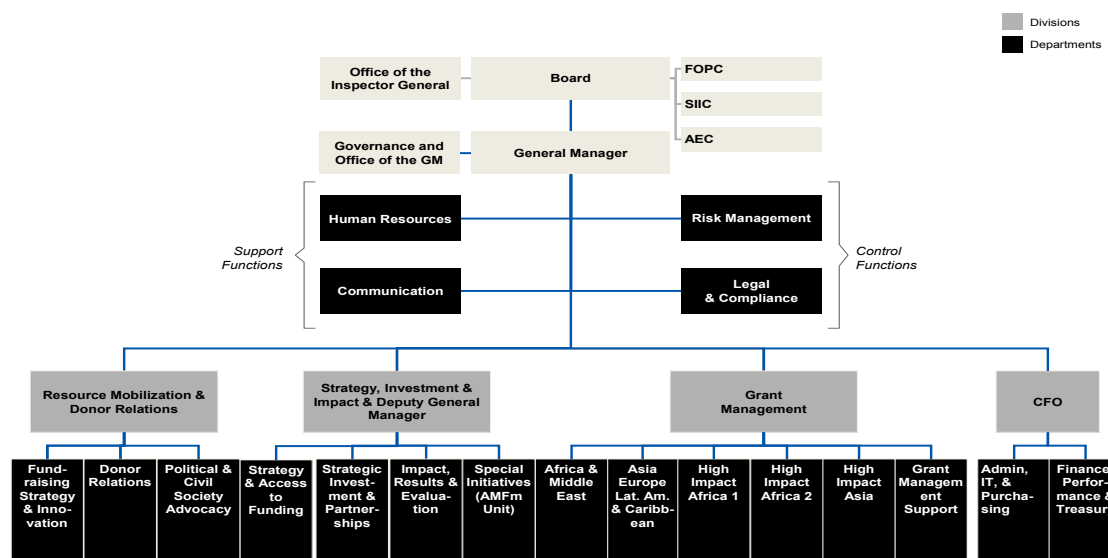 Divisions
Departments
Office of the
Inspector General
Board
FOPC
SIIC
AEC
Governance and
Office of the GM
General Manager
Human Resources
Risk Management
Support
Functions
Control
Functions
Communication
Legal
& Compliance
Resource Mobilization &
Donor Relations
Strategy, Investment &
Impact & Deputy General
Manager
Grant
Management
CFO
Fund-
raising
Strategy
& Inno-
vation
Donor
Relations
Political &
Civil
Society
Advocacy
Strategy
& Access
to
Funding
Strategic
Invest-
ment &
Partner-
ships
Impact,
Results &
Evalua-
tion
Special
Initiatives
(AMFm
Unit)
Africa &
Middle
East
Asia
Europe
Lat. Am.
& Caribb-
ean
High
Impact
Africa 1
High
Impact
Africa 2
High
Impact
Asia
Grant
Managem
ent
Support
Admin,
IT, &
Purcha-
sing
Finance,
Perfor-
mance &
Treasur